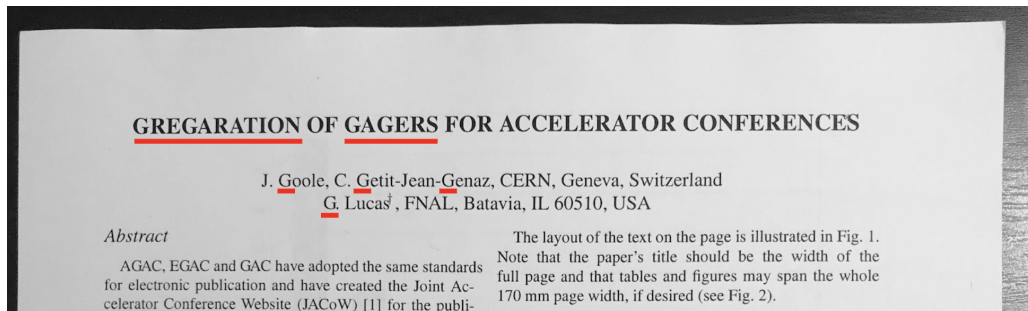 GREGARATION OF GAGERS FOR ACCELERATOR CONFERENCES
J. Goole, C. Getit-Jean-Genaz, CERN, Geneva, Switzerland
G. Lucas†, FNAL, Batavia, IL 60510, USA
Abstract
AGAC, EGAC and GAC have adopted the same standards
for electronic publication and have created the Joint Ac-
celerator Conference Website (JACoW) [1] for the publi-
The layout of the text on the page is illustrated in Fig. 1.
Note that the paper's title should be the width of the
full page and that tables and figures may span the whole
170 mm page width, if desired (see Fig. 2).